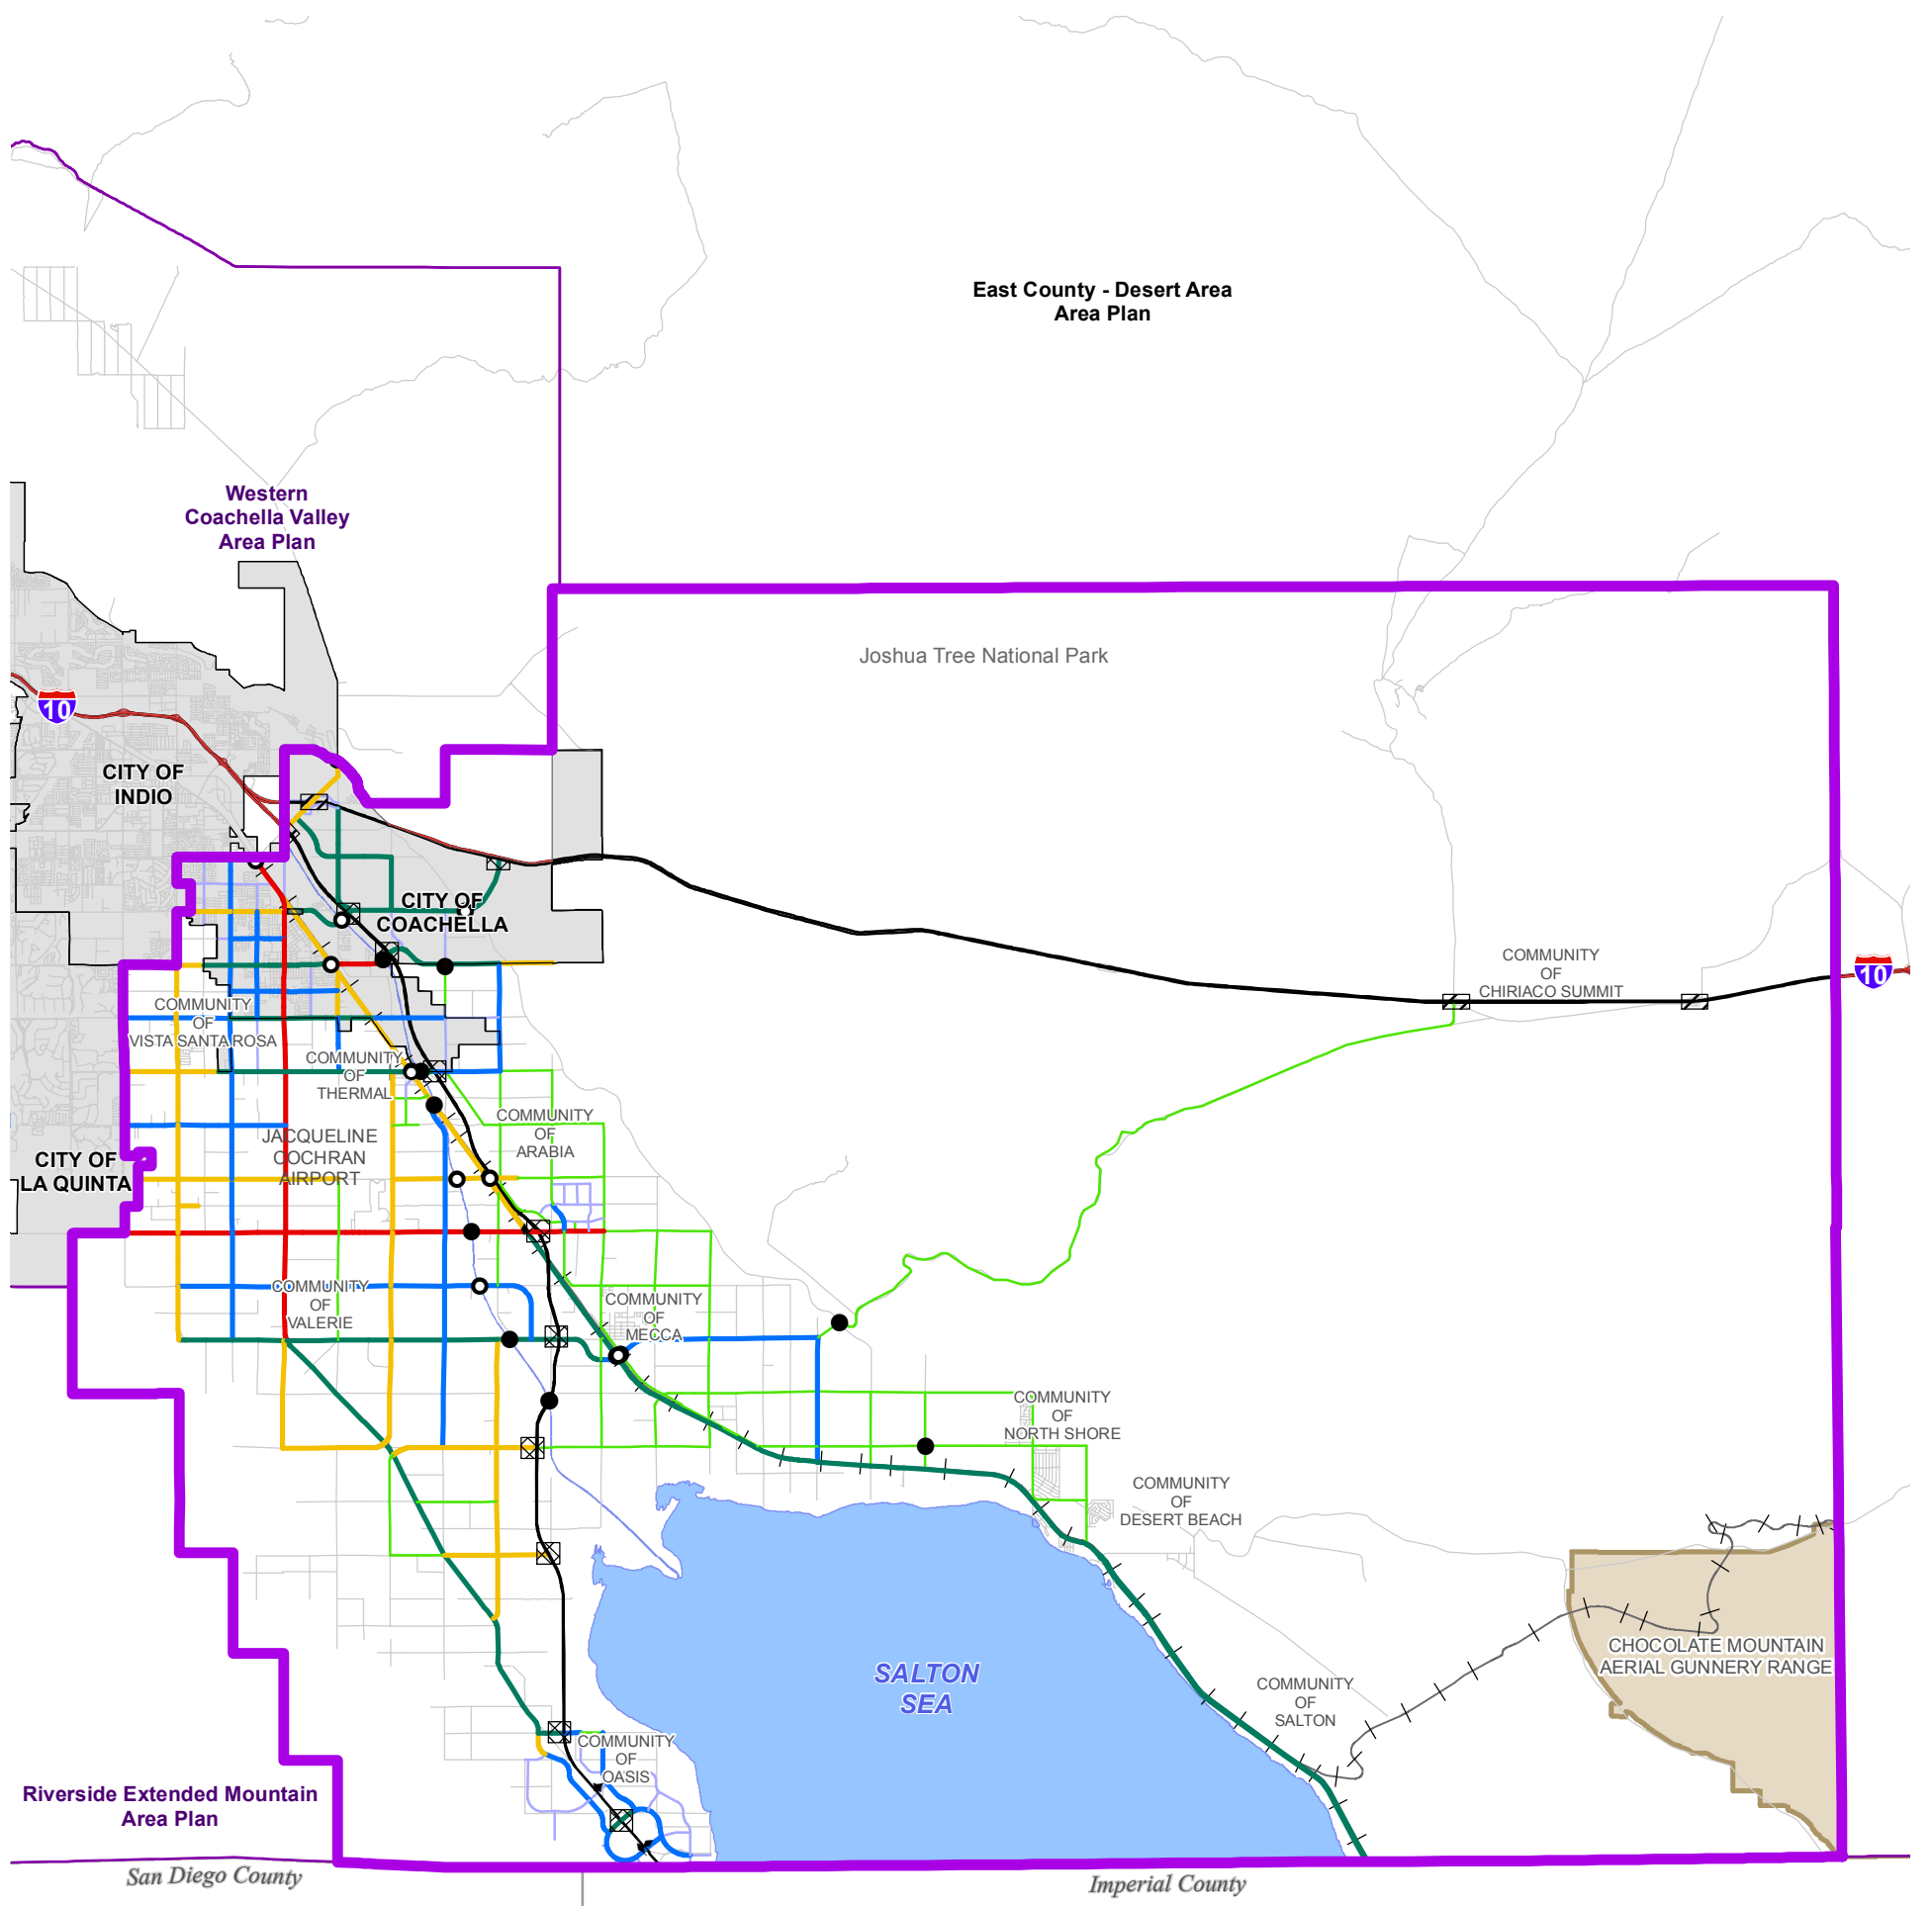 East County - Desert Area
Area Plan
Western
Coachella Valley
Area Plan
Joshua Tree National Park
10
CITY OF
INDIO
CITY OF
COACHELLA
COMMUNITY
OF
CHIRIACO SUMMIT
10
COMMUNITY
OF
VISTA SANTA ROSA
COMMUNITY
OF
THERMAL
COMMUNITY
OF
ARABIA
JACQUELINE
COCHRAN
AIRPORT
CITY OF
LA QUINTA
COMMUNITY
OF
VALERIE
COMMUNITY
OF
MECCA
COMMUNITY
OF
NORTH SHORE
COMMUNITY
OF
DESERT BEACH
CHOCOLATE MOUNTAIN
AERIAL GUNNERY RANGE
SALTON
SEA
COMMUNITY
OF
SALTON
COMMUNITY
OF
OASIS
Riverside Extended Mountain
Area Plan
San Diego County
Imperial County